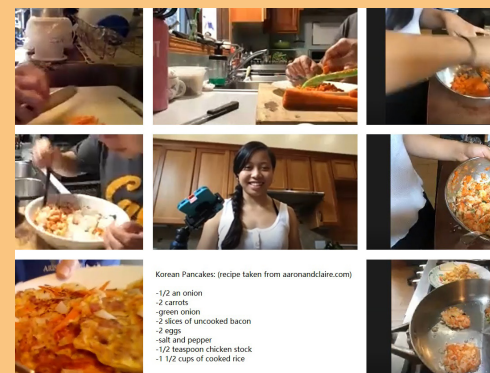 Korean Pancakes: (recipe taken from aaronandclaire.com)
-1/2 an onion
-2 carrots
-green onion
-2 slices of uncooked bacon
-2 eggs
-salt and pepper
-1/2 teaspoon chicken stock
-1 1/2 cups of cooked rice